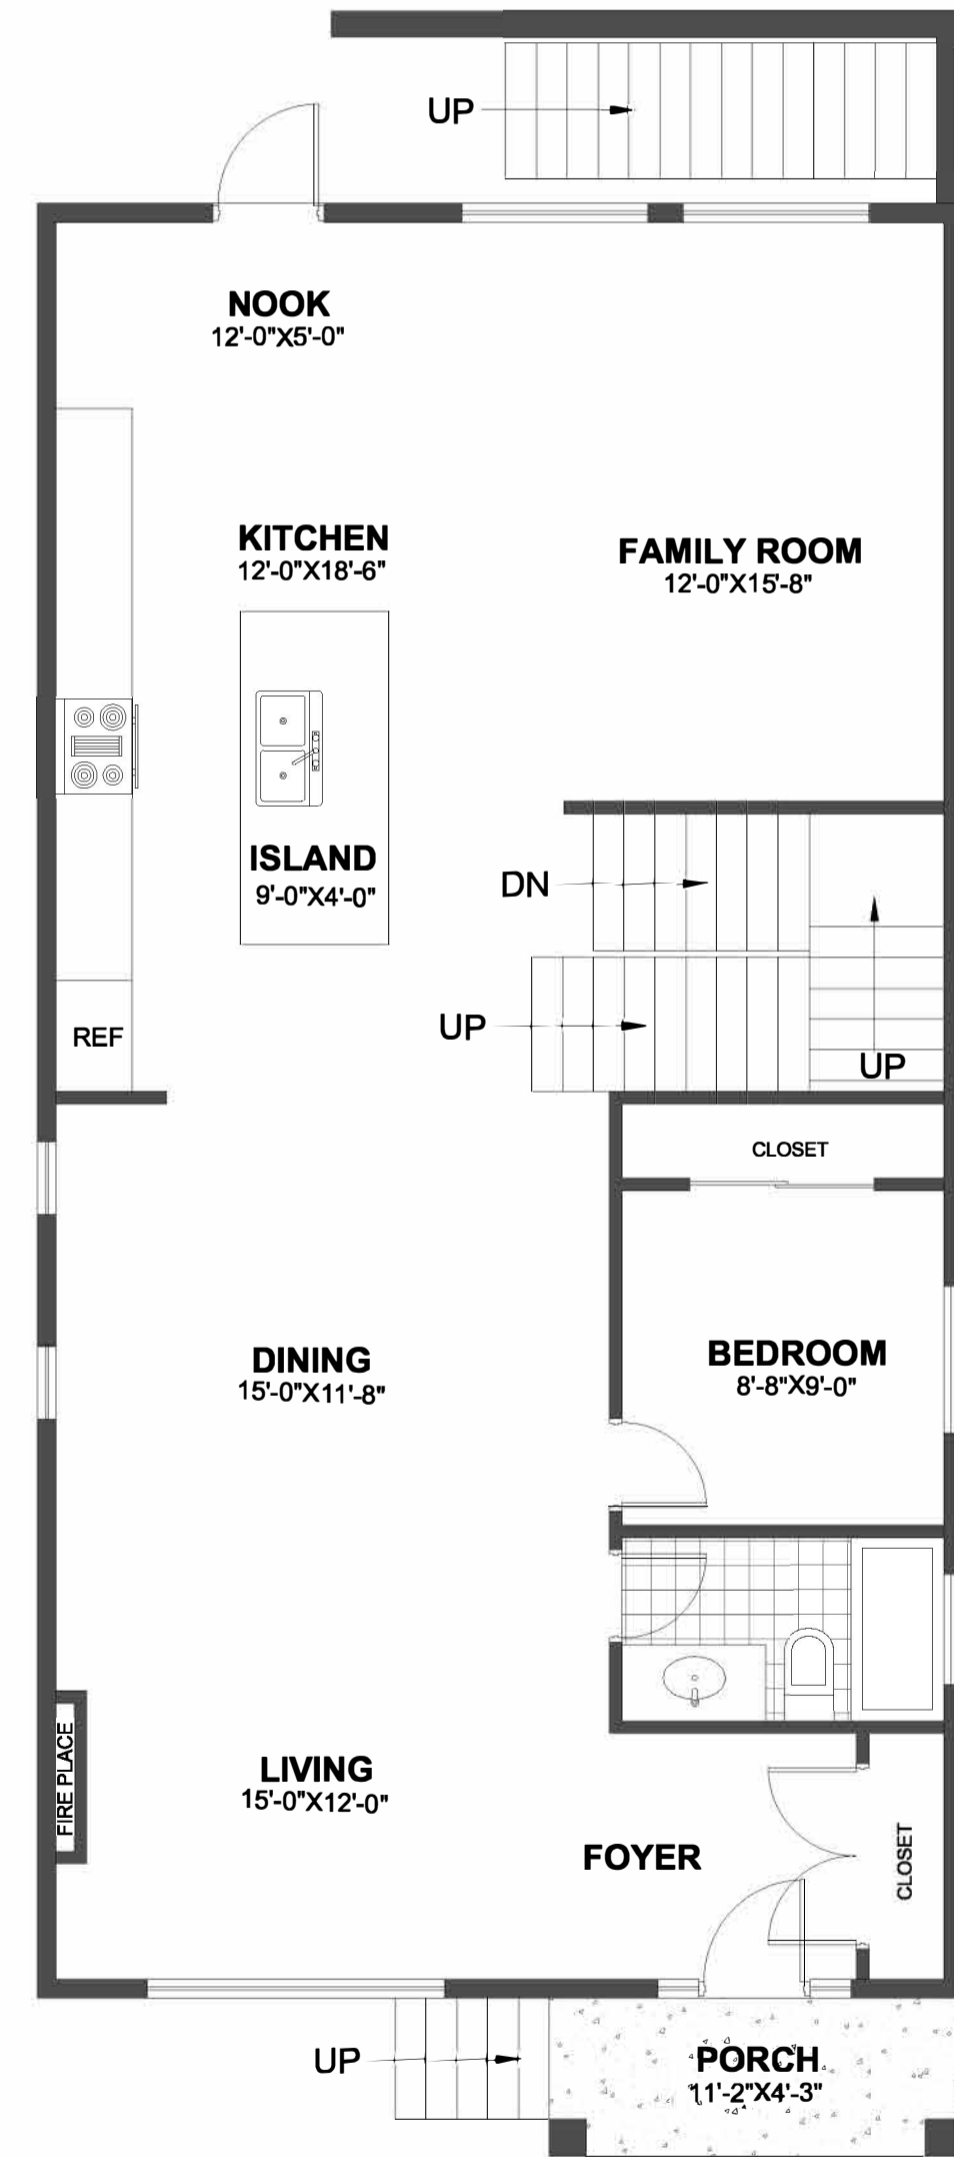 UP
NOOK
12'-0"X5'-0"
KITCHEN
12'-0"X18'-6"
FAMILY ROOM
12'-0"X15'-8"
ISLAND
9'-0"X4'-0"
DN
UP
UP
REF
CLOSET
DINING
15'-0"X11'-8"
BEDROOM
8'-8"X9'-0"
FIRE PLACE
LIVING
15'-0"X12'-0"
FOYER
CLOSET
UP
PORCH
11'-2"X4'-3"